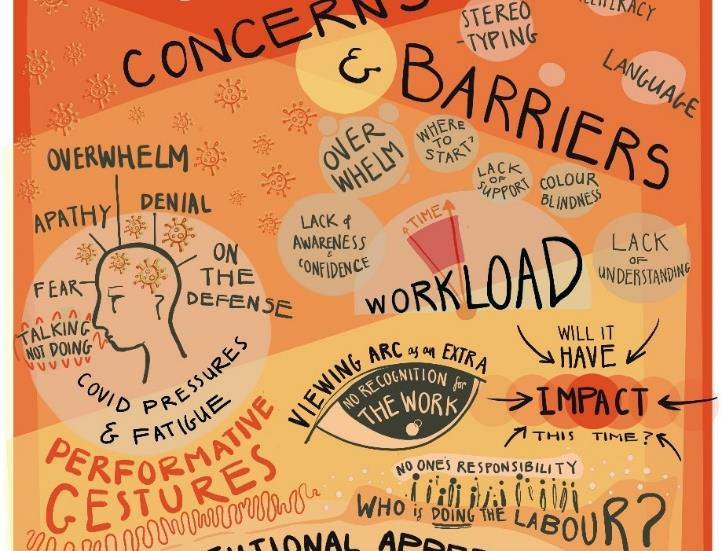 CONCERNS
& BARRIERS
STEREO
-TYPING
LANGUAGE
OVER
WHELM
WHERE
TO
START?
LACK
OF
SUPPORT
COLOUR
BLINDNESS
LACK of
AWARENESS
&
CONFIDENCE
TIME
WORKLOAD
LACK
OF
UNDERSTANDING
OVERWHELM
APATHY
DENIAL
ON
THE
DEFENSE
FEAR
TALKING
NOT DOING
COVID PRESSURES
& FATIGUE
PERFORMATIVE
GESTURES
VIEWING ARC as an EXTRA
NO RECOGNITION for
THE WORK
WILL IT
HAVE
IMPACT
THIS TIME?
NO ONE'S RESPONSIBILITY
WHO is DOING THE LABOUR?